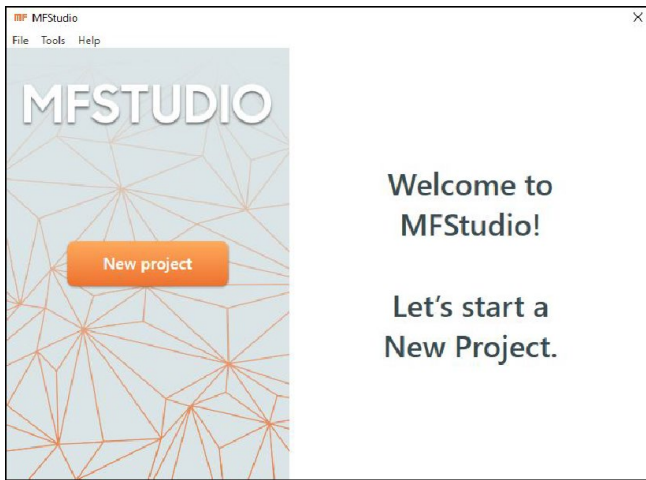 MF MFStudio
File Tools Help
MFSTUDIO
New project
Welcome to
MFStudio!
Let's start a
New Project.